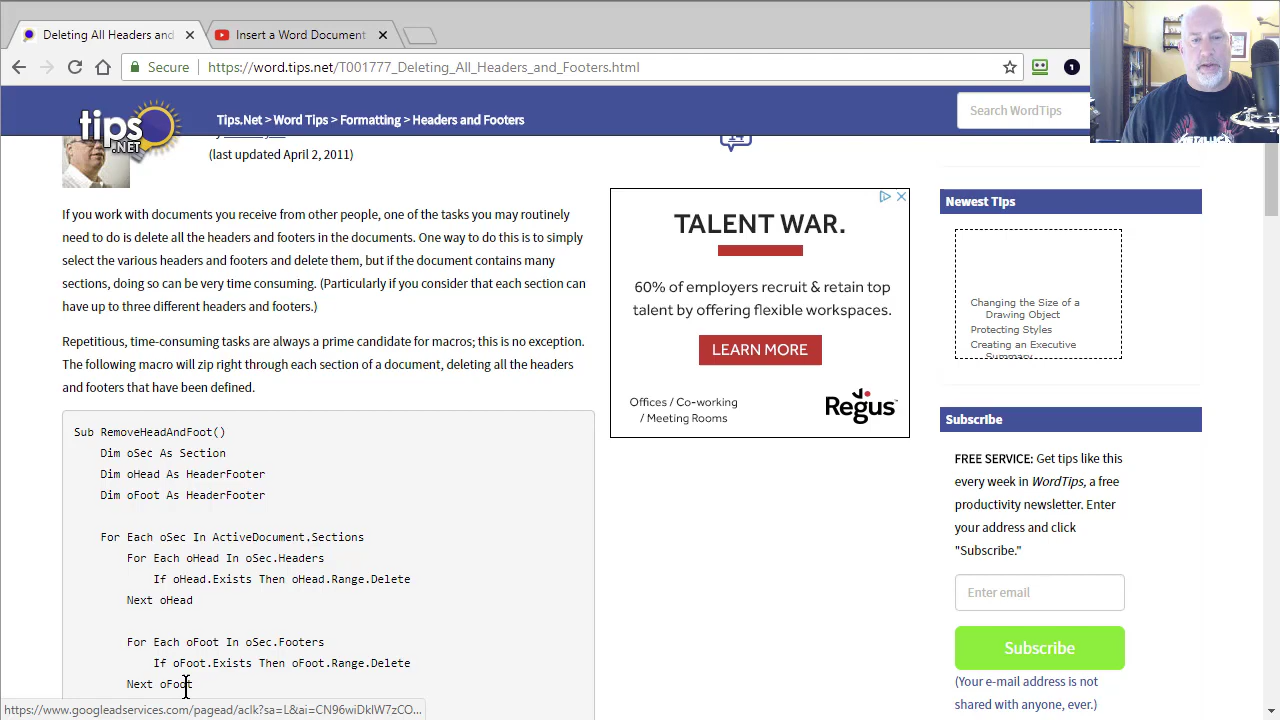 Deleting All Headers and
Insert a Word Document
Secure
https://word.tips.net/T001777_Deleting_All_Headers_and_Footers.html
1
tips
.NET
Tips.Net > Word Tips > Formatting > Headers and Footers
Search WordTips
(last updated April 2, 2011)
If you work with documents you receive from other people, one of the tasks you may routinely
need to do is delete all the headers and footers in the documents. One way to do this is to simply
select the various headers and footers and delete them, but if the document contains many
sections, doing so can be very time consuming. (Particularly if you consider that each section can
have up to three different headers and footers.)
Repetitious, time-consuming tasks are always a prime candidate for macros; this is no exception.
The following macro will zip right through each section of a document, deleting all the headers
and footers that have been defined.
Sub RemoveHeadAndFoot()
Dim oSec As Section
Dim oHead As HeaderFooter
Dim oFoot As HeaderFooter
For Each oSec In ActiveDocument.Sections
For Each oHead In oSec.Headers
If oHead.Exists Then oHead.Range.Delete
Next oHead
For Each oFoot In oSec.Footers
If oFoot.Exists Then oFoot.Range.Delete
Next oFoot
https://www.googleadservices.com/pagead/aclk?sa=L&ai=CN96wiDkIW7zCO...
TALENT WAR.
60% of employers recruit & retain top
talent by offering flexible workspaces.
LEARN MORE
Offices / Co-working
/ Meeting Rooms
Regus
Newest Tips
Changing the Size of a
Drawing Object
Protecting Styles
Creating an Executive
Summary
Subscribe
FREE SERVICE: Get tips like this
every week in WordTips, a free
productivity newsletter. Enter
your address and click
"Subscribe."
Enter email
Subscribe
(Your e-mail address is not
shared with anyone, ever.)